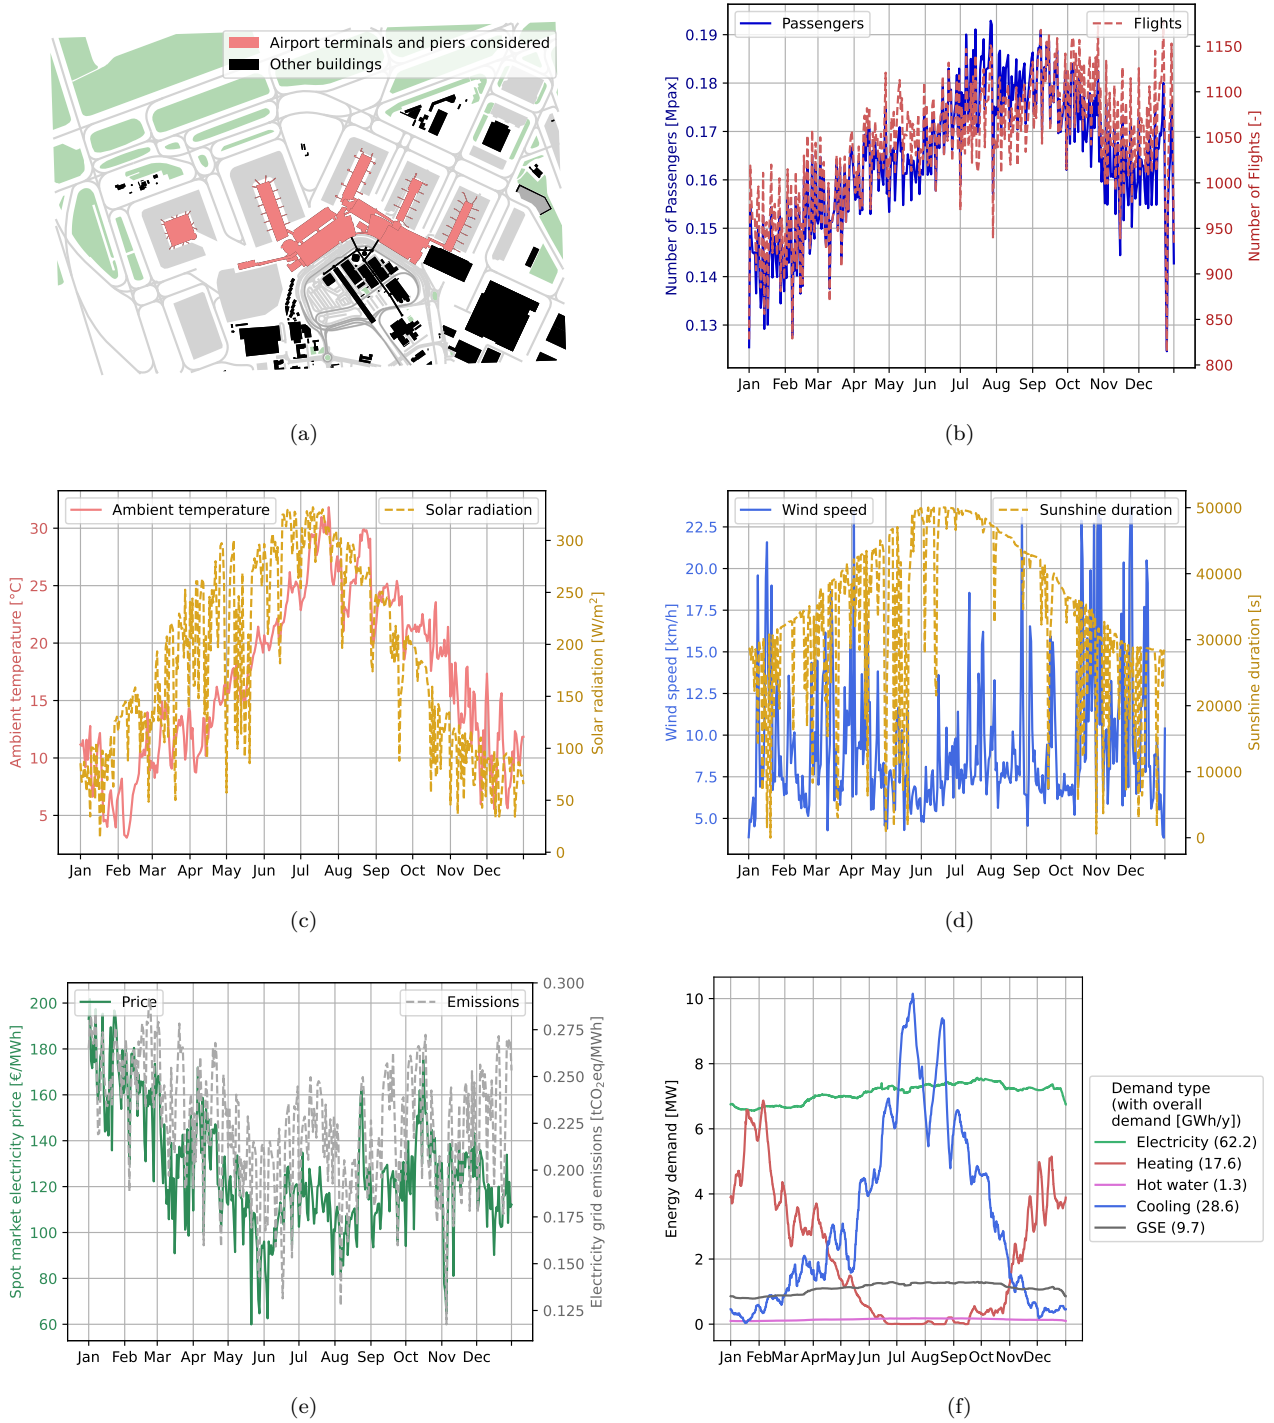 Airport terminals and piers considered
Other buildings
(a)
Passengers
Flights
Number of Passengers [Mpax]
0.19
0.18
0.17
0.16
0.15
0.14
0.13
1150
1100
1050
1000
950
900
850
800
Number of Flights [-]
Jan Feb Mar Apr May Jun Jul Aug Sep Oct Nov Dec
(b)
Ambient temperature
Solar radiation
Ambient temperature [°C]
30
25
20
15
10
5
300
250
200
150
100
50
0
Solar radiation [W/m²]
Jan Feb Mar Apr May Jun Jul Aug Sep Oct Nov Dec
(c)
Wind speed
Sunshine duration
Wind speed [km/h]
22.5
20.0
17.5
15.0
12.5
10.0
7.5
5.0
50000
40000
30000
20000
10000
0
Sunshine duration [s]
Jan Feb Mar Apr May Jun Jul Aug Sep Oct Nov Dec
(d)
Price
Emissions
Spot market electricity price [€/MWh]
200
180
160
140
120
100
80
60
0.300
0.275
0.250
0.225
0.200
0.175
0.150
0.125
Electricity grid emissions [tCO₂eq/MWh]
Jan Feb Mar Apr May Jun Jul Aug Sep Oct Nov Dec
(e)
Energy demand [MW]
10
8
6
4
2
0
Jan Feb Mar Apr May Jun Jul Aug Sep Oct Nov Dec
Demand type
(with overall
demand [GWh/y])
Electricity (62.2)
Heating (17.6)
Hot water (1.3)
Cooling (28.6)
GSE (9.7)
(f)